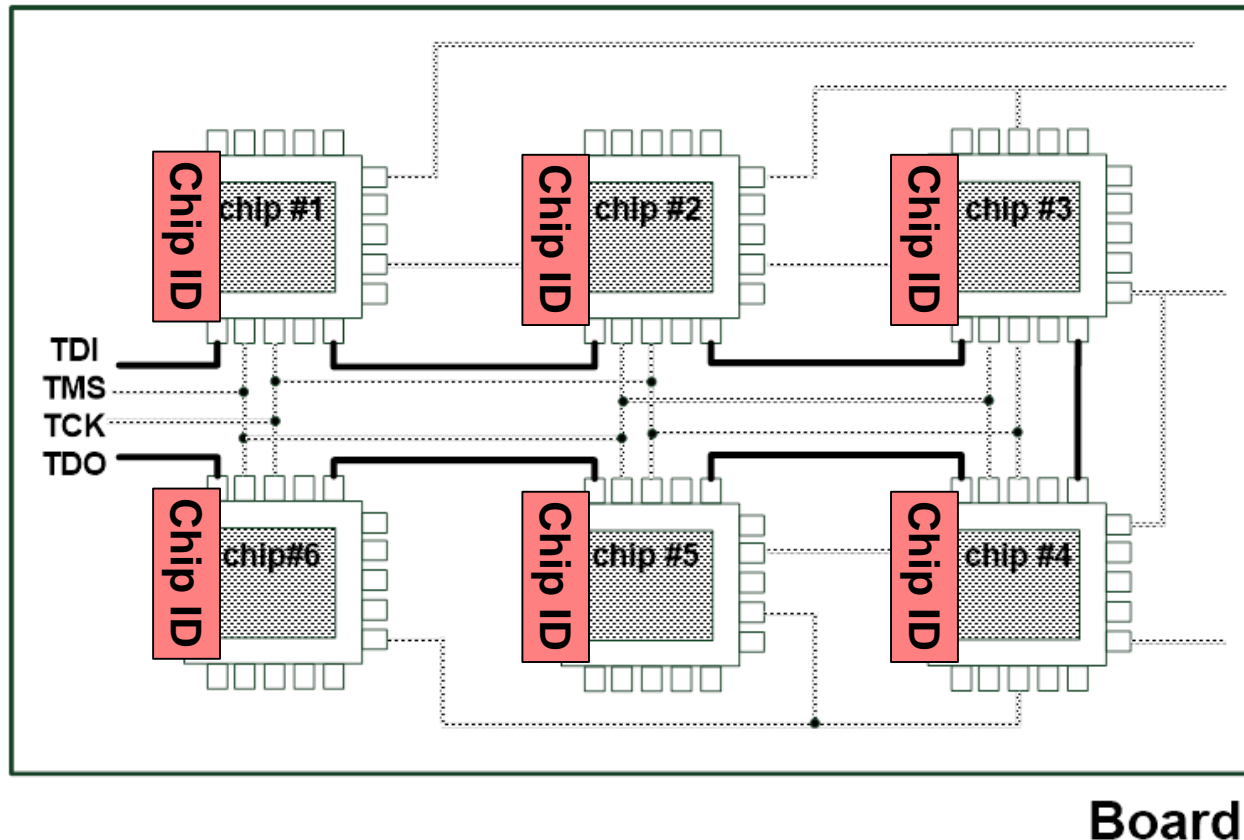 Chip ID
chip #1
Chip ID
chip #2
Chip ID
chip #3
TDI
TMS
TCK
TDO
Chip ID
chip#6
Chip ID
chip #5
Chip ID
chip #4
Board